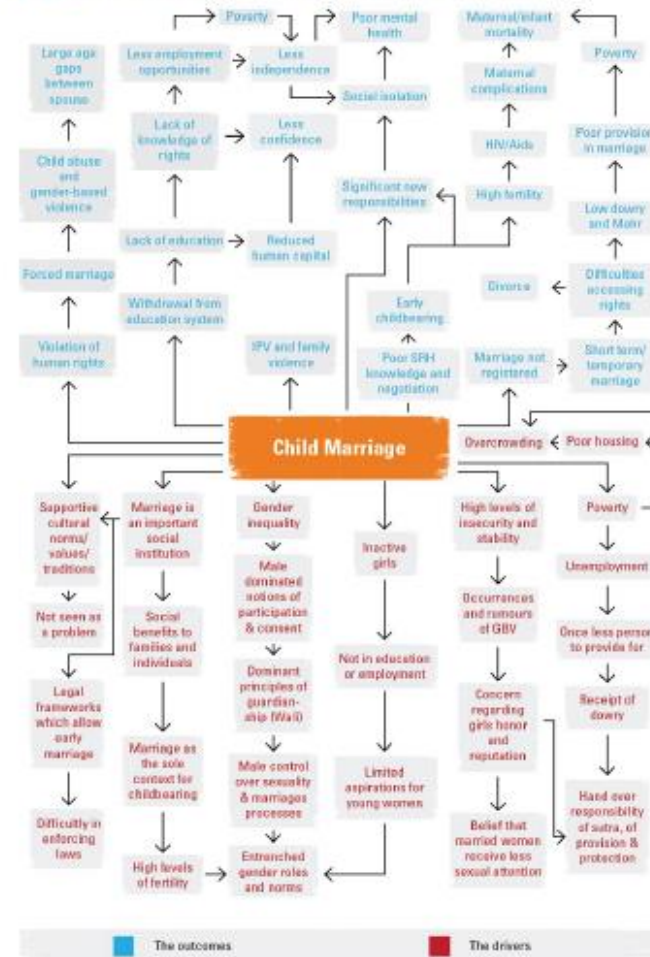 Poverty
Poor mental
health
Maternal/infant
mortality
Large age
gaps
between
spouse
Less employment
opportunities
Less
independence
Poverty
Maternal
complications
Social isolation
Lack of
knowledge of
rights
Less
confidence
Poor provision
in marriage
HIV/Aids
Child abuse
and
gender-based
violence
Significant new
responsibilities
High fertility
Low dowry
and Mahr
Lack of education
Reduced
human capital
Forced marriage
Divorce
Difficulties
accessing
rights
Withdrawal from
education system
Early
childbearing
Violation of
human rights
IPV and family
violence
Poor SRH
knowledge and
negotiation
Marriage not
registered
Short term/
temporary
marriage
Child Marriage
Overcrowding
Poor housing
Supportive
cultural
norms/
values/
traditions
Marriage is
an important
social
institution
Gender
inequality
Inactive
girls
High levels of
insecurity and
stability
Poverty
Male
dominated
notions of
participation
& consent
Unemployment
Not seen as
a problem
Social
benefits to
families and
individuals
Occurrences
and rumours
of GBV
Once less person
to provide for
Not in education
or employment
Dominant
principles of
guardian-
ship (Wali)
Legal
frameworks
which allow
early
marriage
Concern
regarding
girls honor
and
reputation
Receipt of
dowry
Marriage as
the sole
context for
childbearing
Male control
over sexuality
& marriages
processes
Limited
aspirations for
young women
Hand over
responsibility
of sutra, of
provision &
protection
Difficultly in
enforcing
laws
Belief that
married women
receive less
sexual attention
High levels
of fertility
Entrenched
gender roles
and norms
The outcomes
The drivers